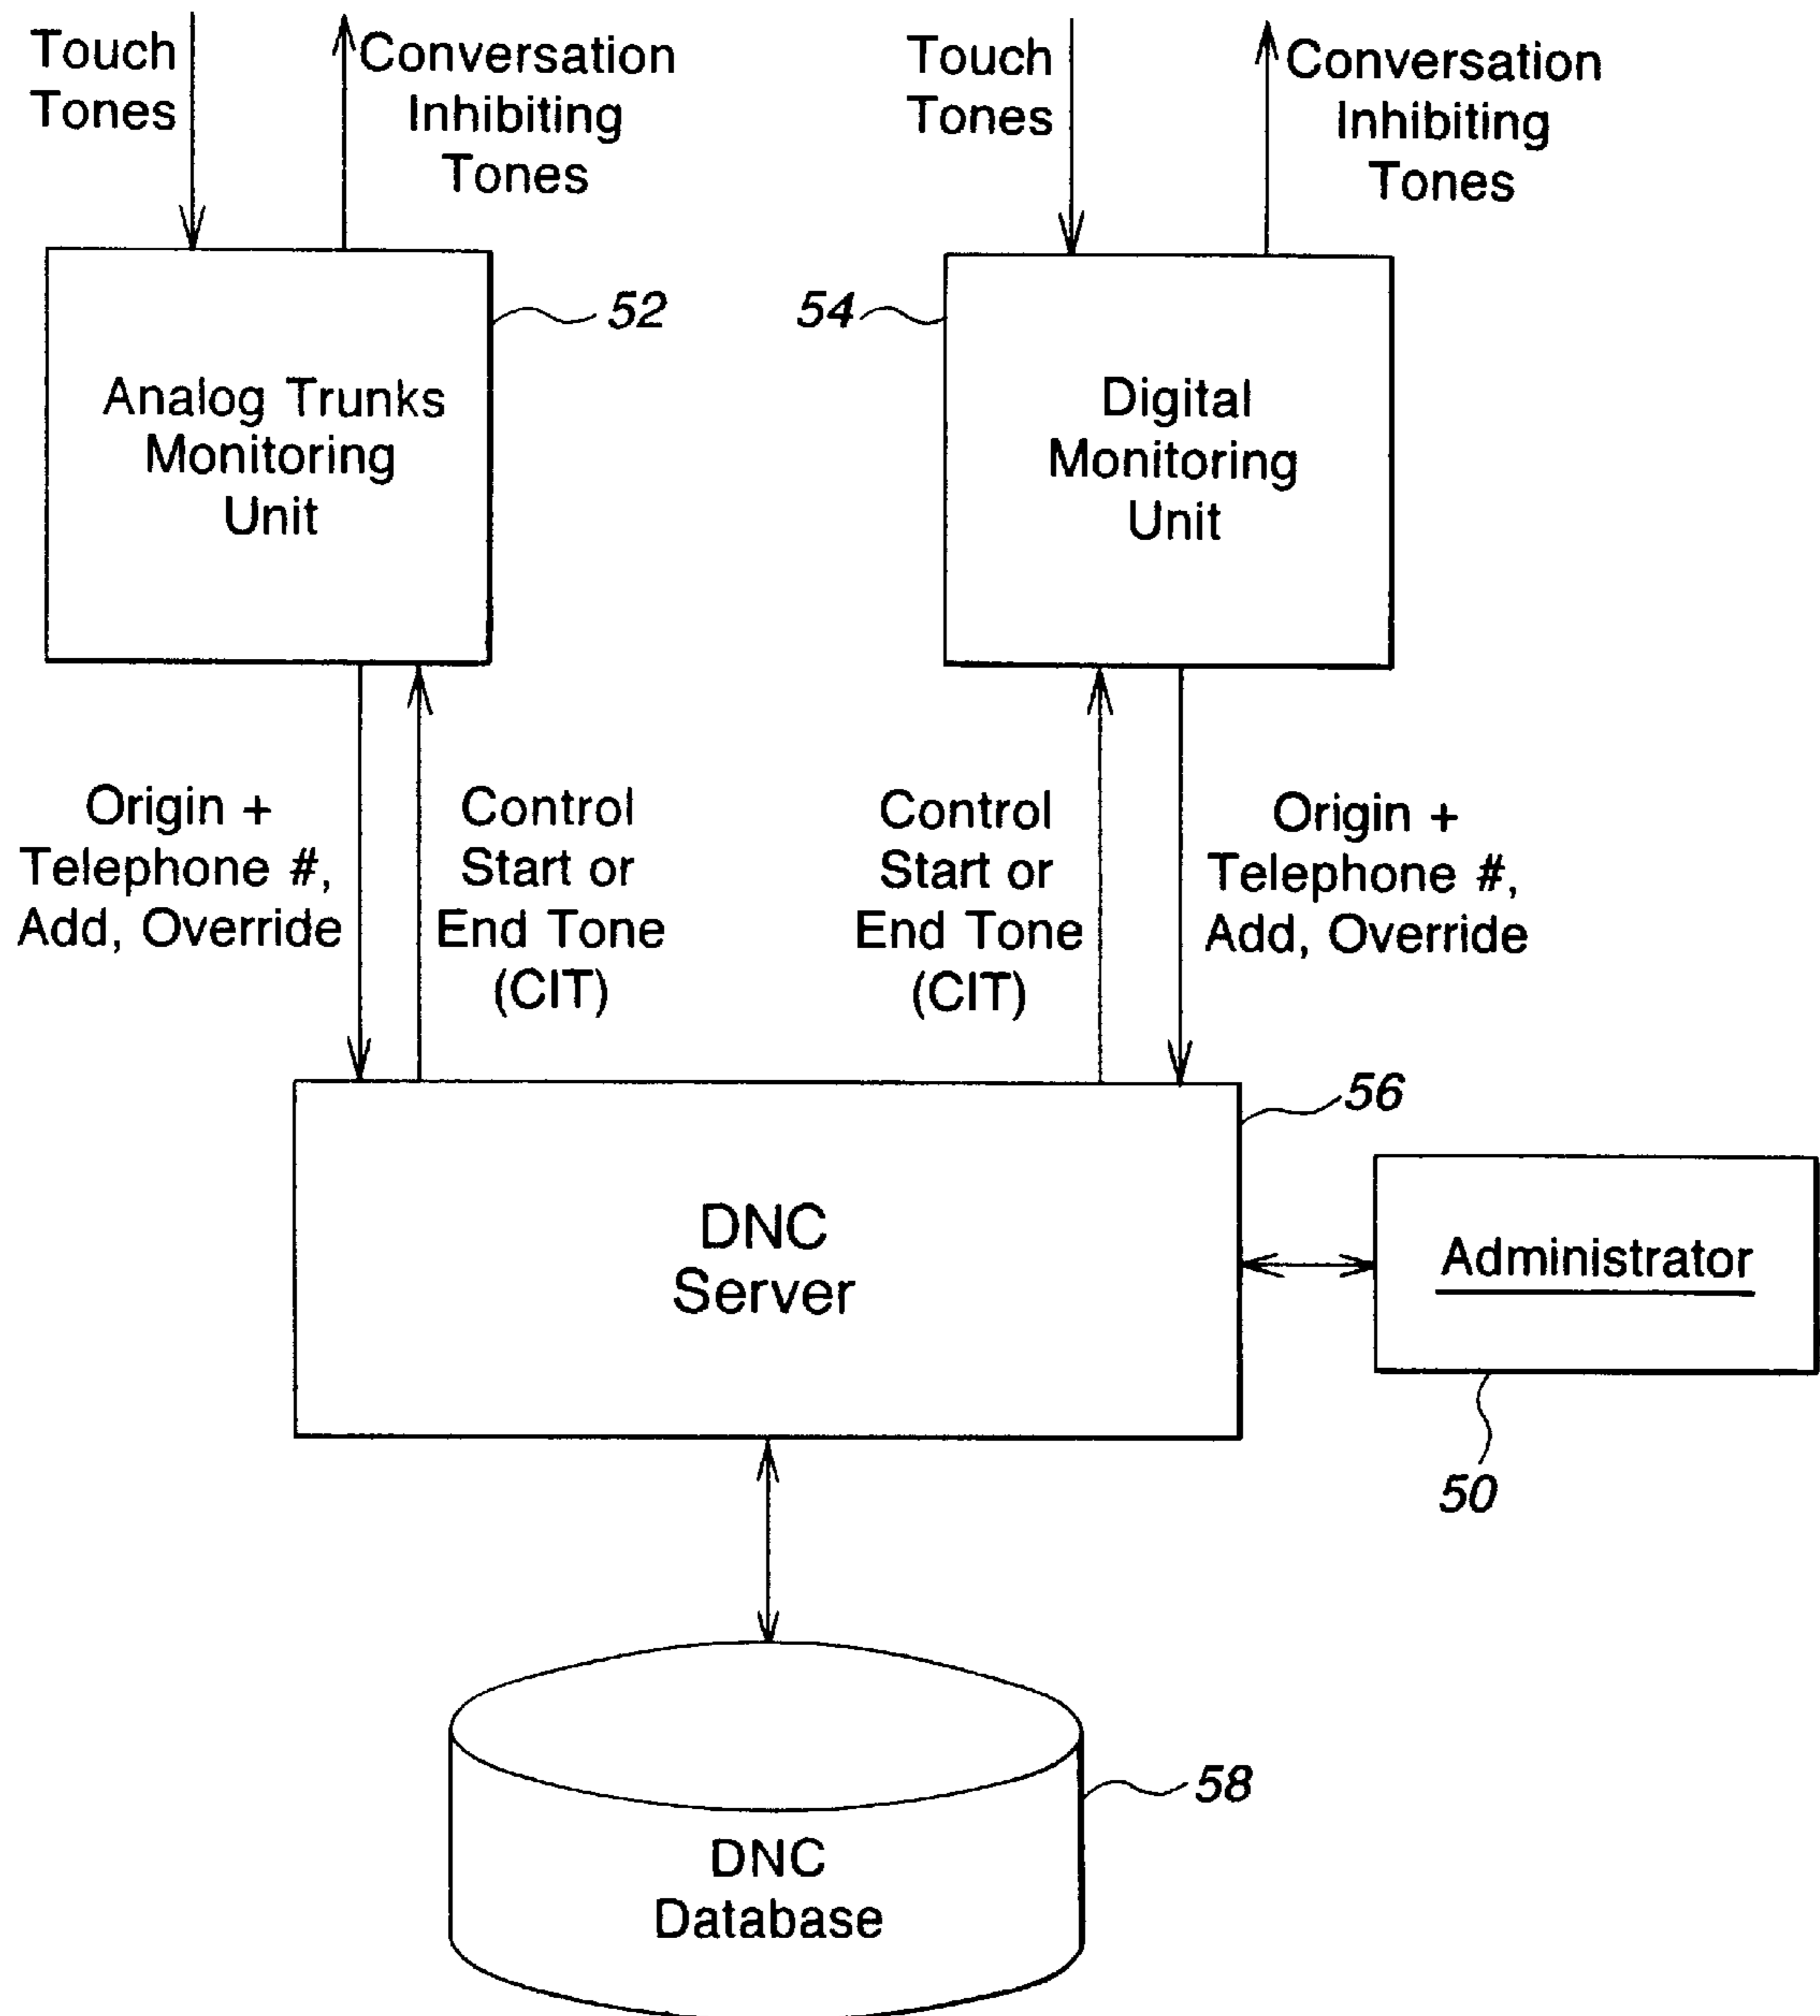 Touch
Tones
Conversation
Inhibiting
Tones
Touch
Tones
Conversation
Inhibiting
Tones
52
54
Analog Trunks
Monitoring
Unit
Digital
Monitoring
Unit
Origin +
Telephone #,
Add, Override
Control
Start or
End Tone
(CIT)
Control
Start or
End Tone
(CIT)
Origin +
Telephone #,
Add, Override
56
DNC
Server
Administrator
50
58
DNC
Database